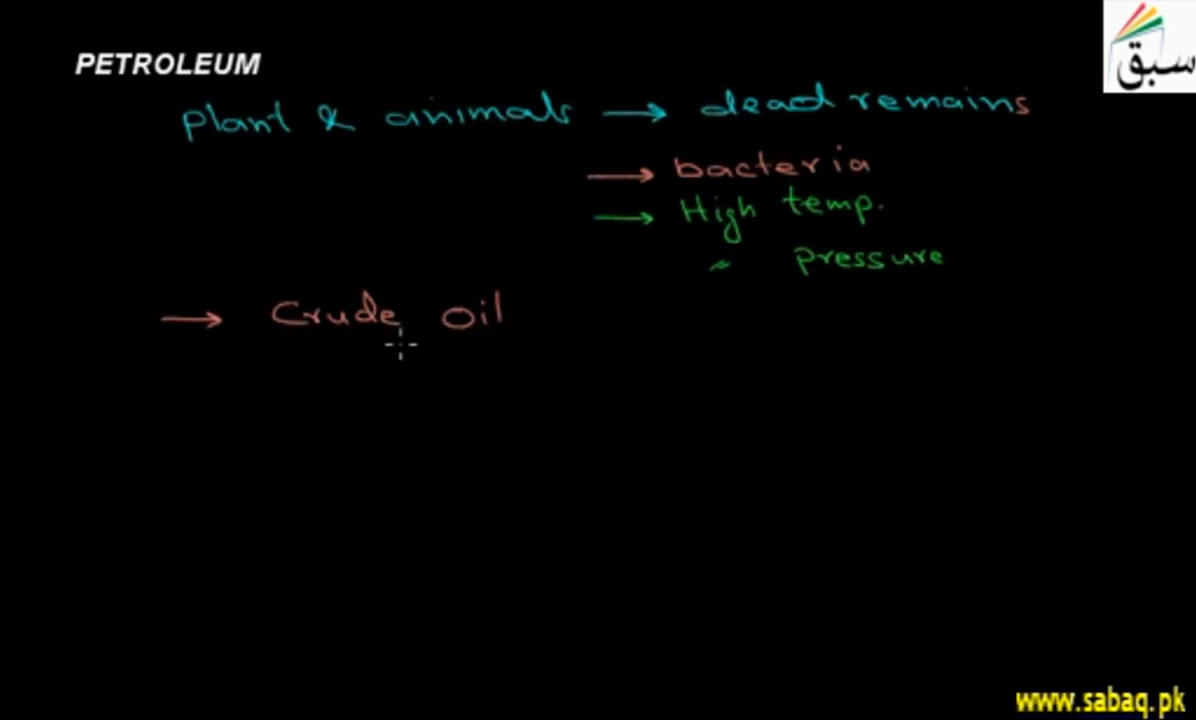 سبق
PETROLEUM
plant & animals → dead remains
→ bacteria
→ High temp.
" pressure
→ Crude Oil
www.sabaq.pk